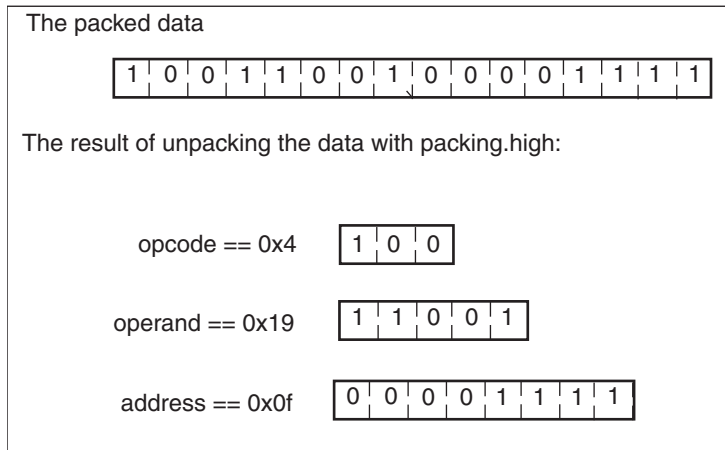 The packed data
1 0 0 1 1 0 0 1 0 0 0 0 1 1 1 1
The result of unpacking the data with packing.high:
opcode == 0x4 1 0 0
operand == 0x19 1 1 0 0 1
address == 0x0f 0 0 0 0 1 1 1 1